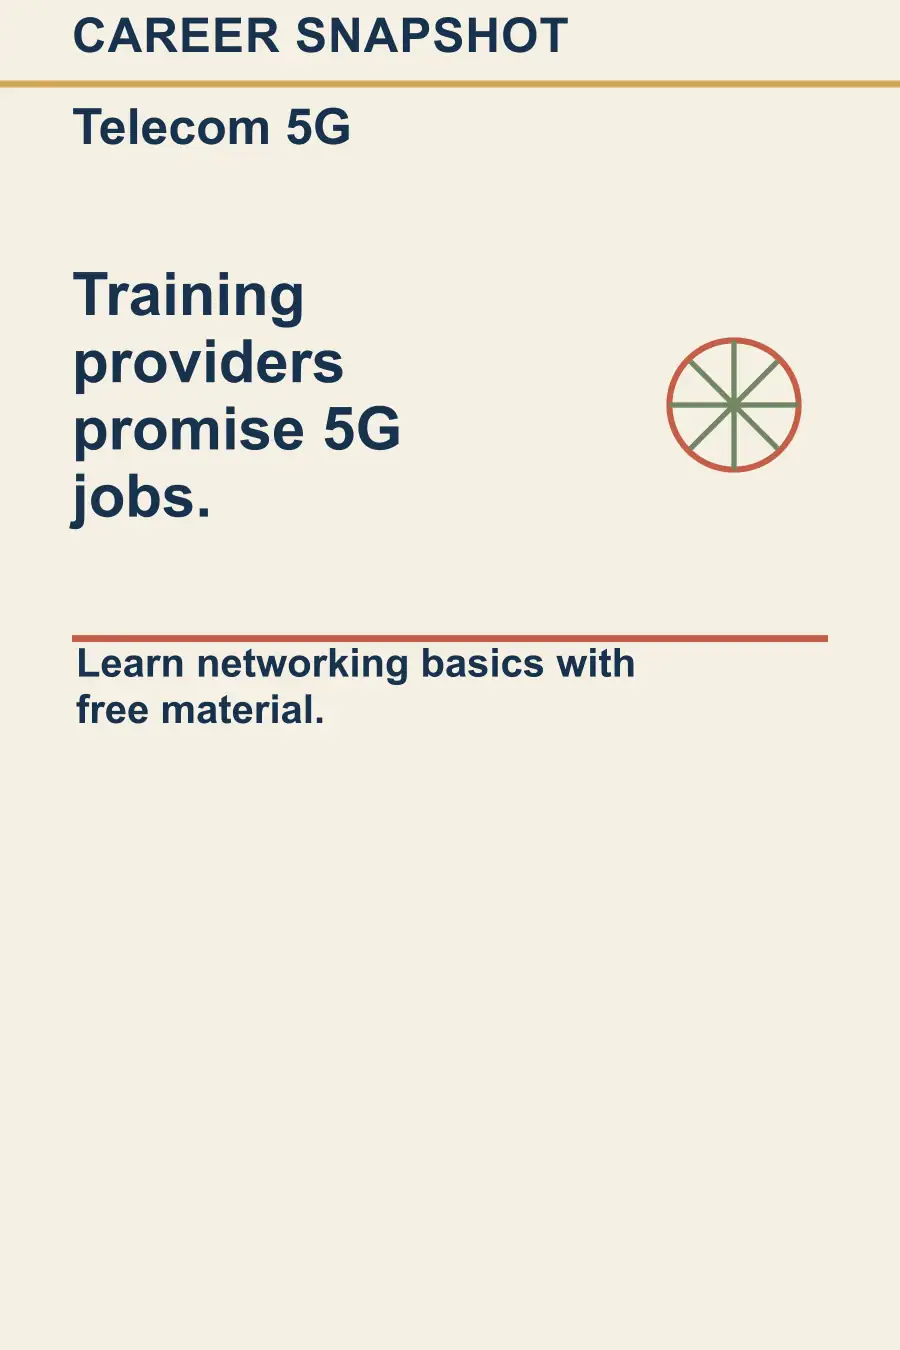 CAREER SNAPSHOT
Telecom 5G
Training
providers
promise 5G
jobs.
Learn networking basics with
free material.